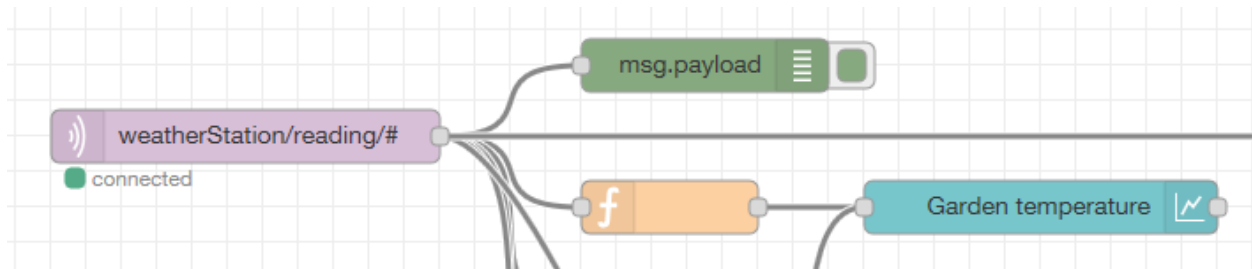 msg.payload
weatherStation/reading/#
connected
Garden temperature